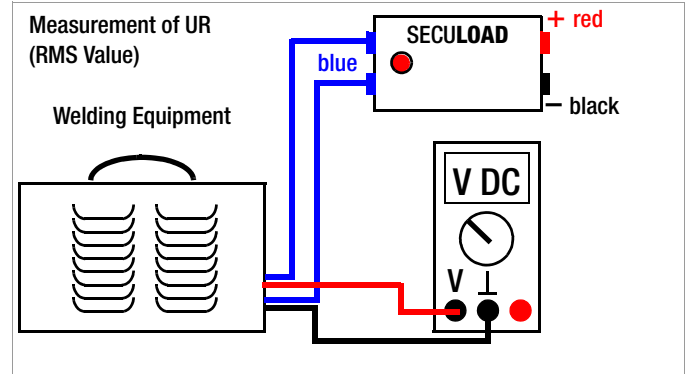 Measurement of UR
(RMS Value)
SECULOAD
+ red
blue
– black
Welding Equipment
V DC
V ⊥